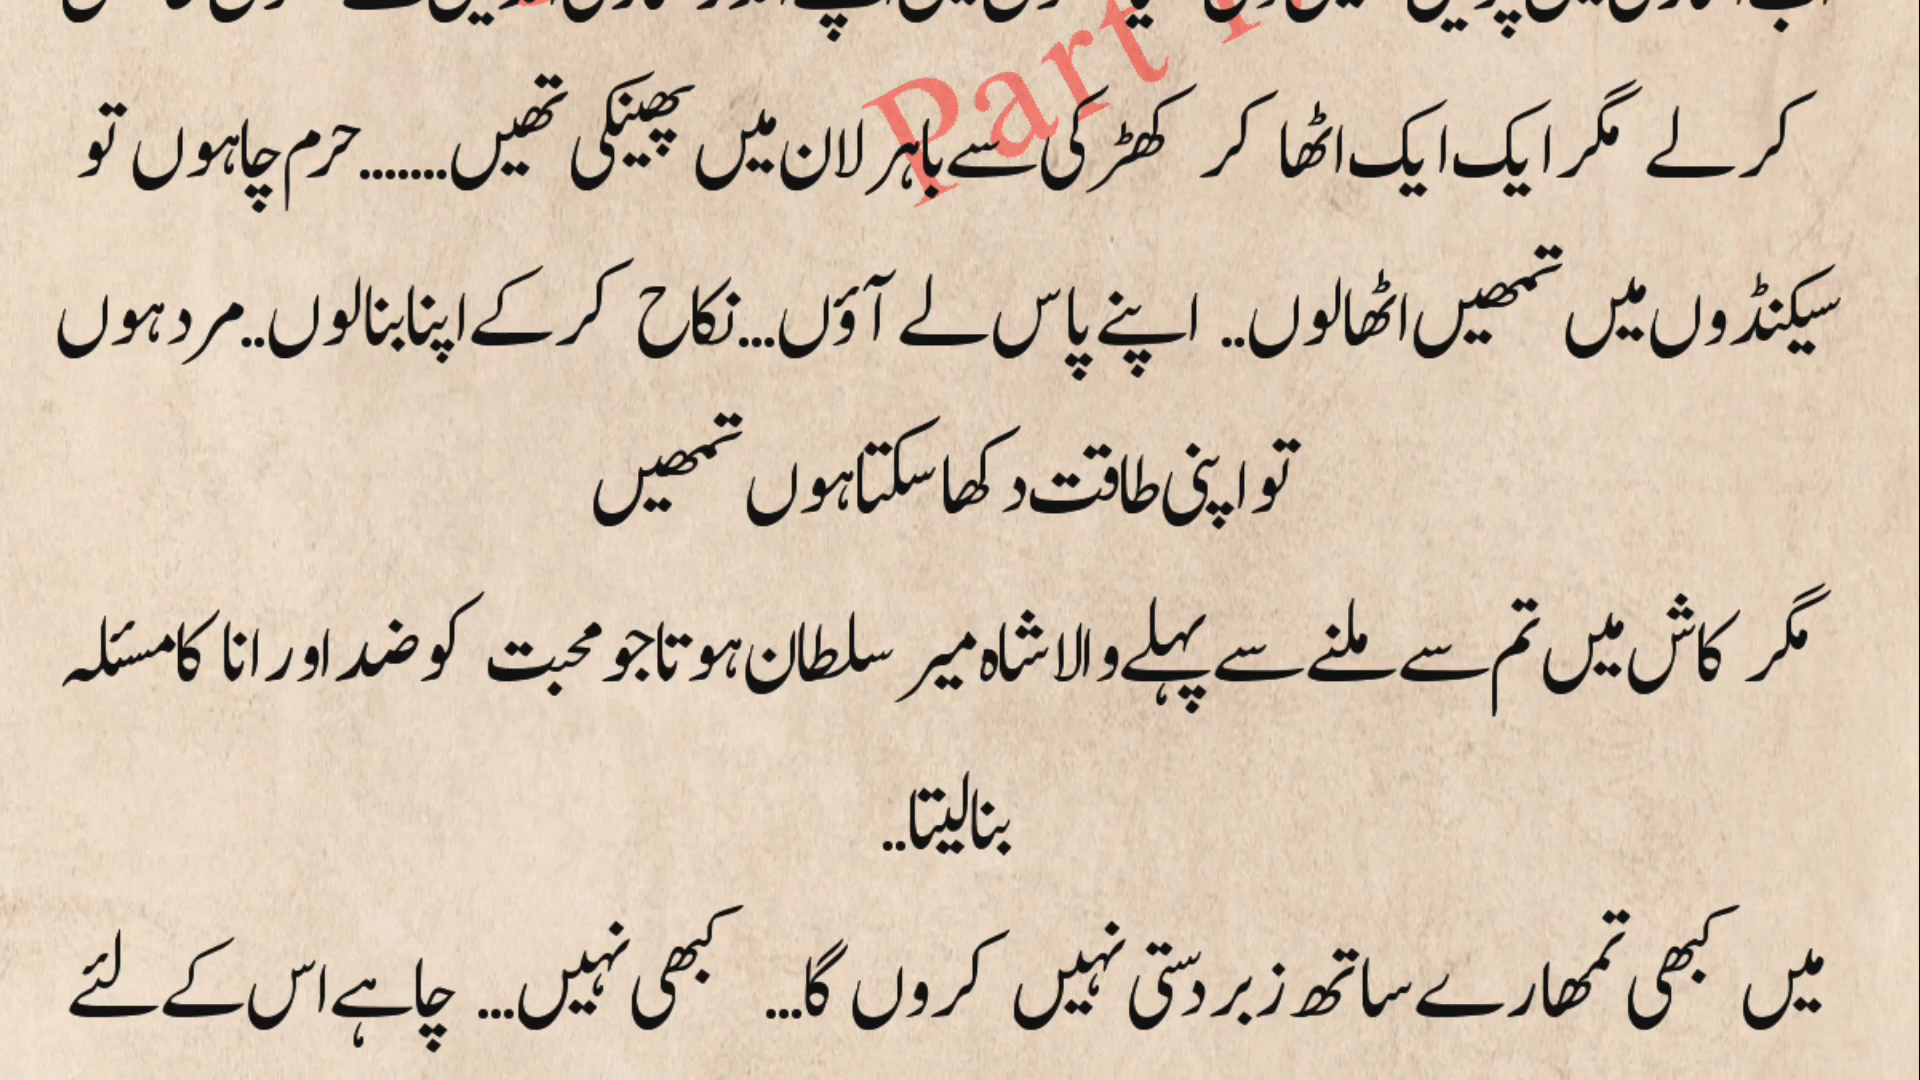 Part
کر لے مگر ایک ایک اٹھا کر کھڑکی سے باہر لان میں پھینکی تھیں.......حرم چاہوں تو
سیکنڈوں میں تمھیں اٹھالوں.. اپنے پاس لے آؤں...نکاح کر کے اپنا بنالوں..مرد ہوں
تو اپنی طاقت دکھا سکتا ہوں تمھیں
مگر کاش میں تم سے ملنے سے پہلے والا شاہ میر سلطان ہوتا جو محبت کو ضد اور انا کا مسئلہ
بنا لیتا..
میں کبھی تمھارے ساتھ زبردستی نہیں کروں گا... کبھی نہیں... چاہے اس کے لئے